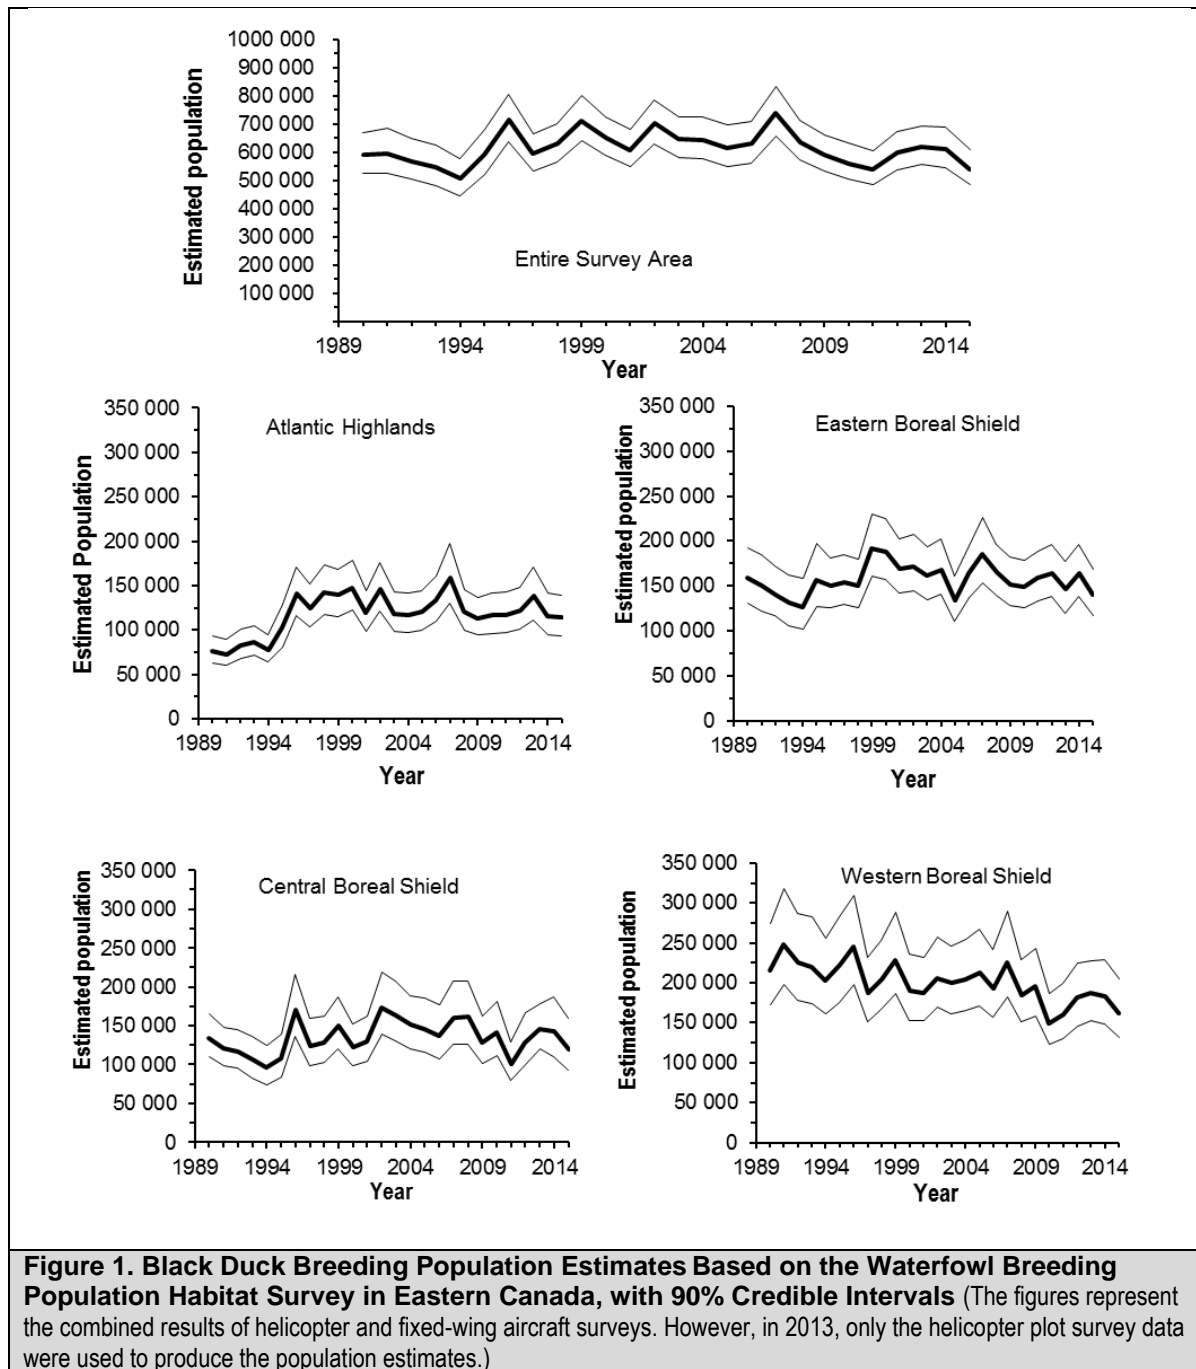 1000 000
900 000
800 000
700 000
600 000
500 000
400 000
300 000
200 000
100 000
Estimated population
Entire Survey Area
1989 1994 1999 2004 2009 2014
Year
350 000
300 000
250 000
200 000
150 000
100 000
50 000
0
Estimated Population
Atlantic Highlands
1989 1994 1999 2004 2009 2014
Year
350 000
300 000
250 000
200 000
150 000
100 000
50 000
0
Estimated population
Eastern Boreal Shield
1989 1994 1999 2004 2009 2014
Year
350 000
300 000
250 000
200 000
150 000
100 000
50 000
0
Estimated population
Central Boreal Shield
1989 1994 1999 2004 2009 2014
Year
350 000
300 000
250 000
200 000
150 000
100 000
50 000
0
Estimated population
Western Boreal Shield
1989 1994 1999 2004 2009 2014
Year
Figure 1. Black Duck Breeding Population Estimates Based on the Waterfowl Breeding
Population Habitat Survey in Eastern Canada, with 90% Credible Intervals (The figures represent
the combined results of helicopter and fixed-wing aircraft surveys. However, in 2013, only the helicopter plot survey data
were used to produce the population estimates.)